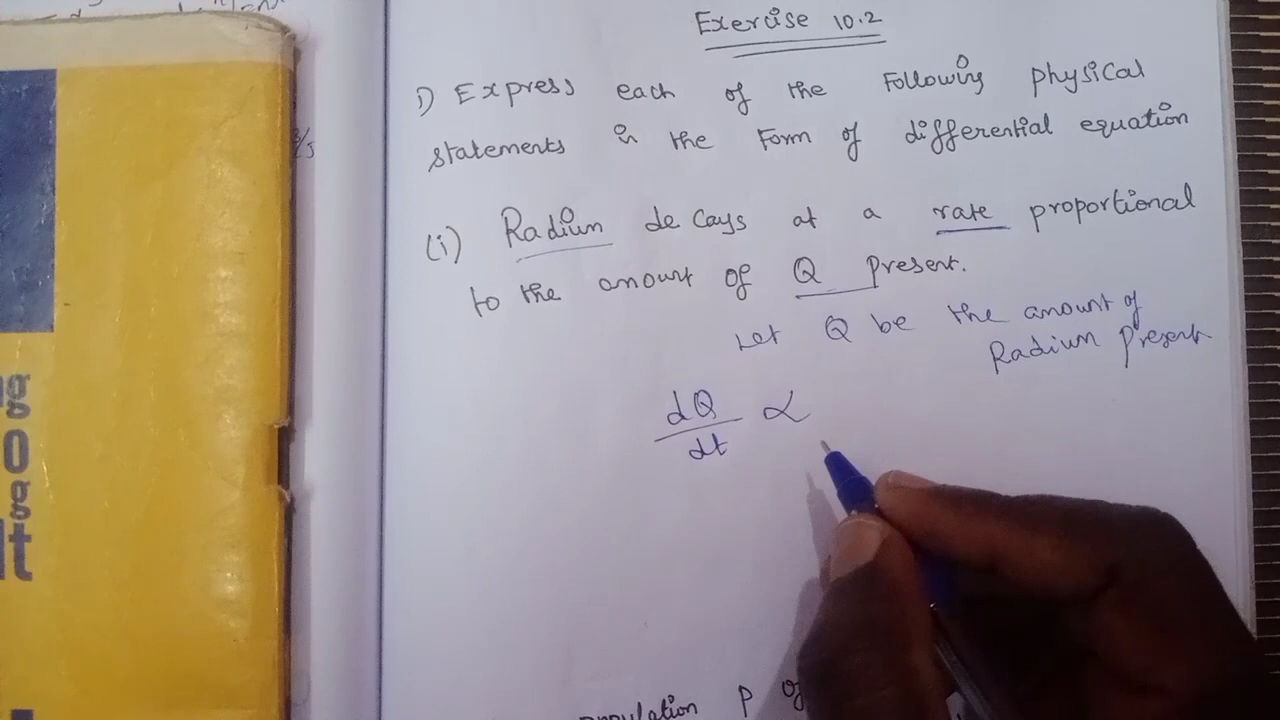 Exercise 10.2
1) Express each of the Following physical
statements in the Form of differential equation
(i) Radium decays at a rate proportional
to the amount of Q present.
Let Q be the amount of
Radium present
dQ
dt
∝
population P of
g
o
g
lt